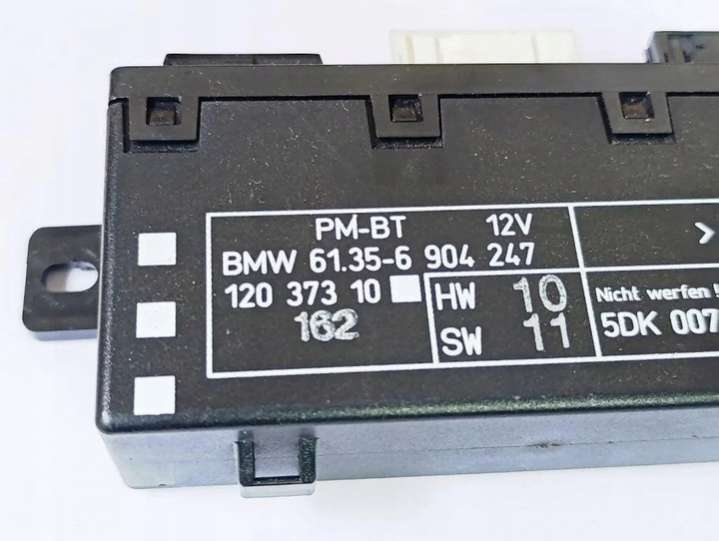 PM-BT 12V
BMW 61.35-6 904 247
120 373 10
162
HW 10
SW 11
>
Nicht werfen !
5DK 007